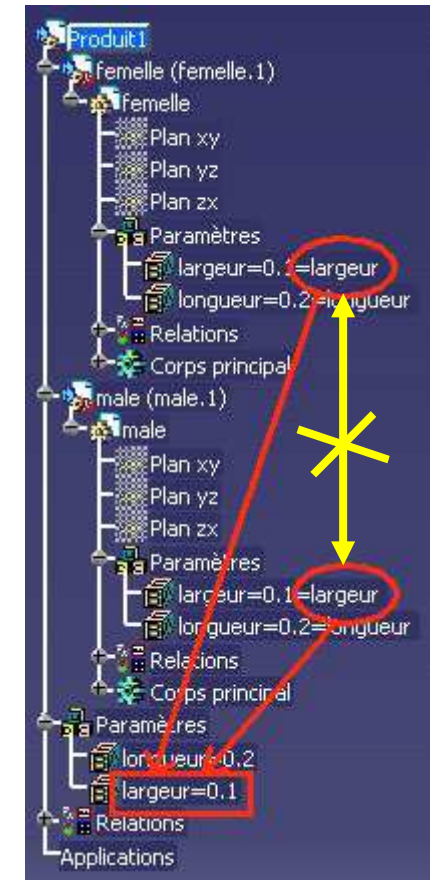 Produit1
femelle (femelle.1)
femelle
Plan xy
Plan yz
Plan zx
Paramètres
largeur=0.1=largeur
longueur=0.2=longueur
Relations
Corps principal
male (male.1)
male
Plan xy
Plan yz
Plan zx
Paramètres
largeur=0.1=largeur
longueur=0.2=longueur
Relations
Corps principal
Paramètres
longueur=0.2
largeur=0.1
Relations
Applications